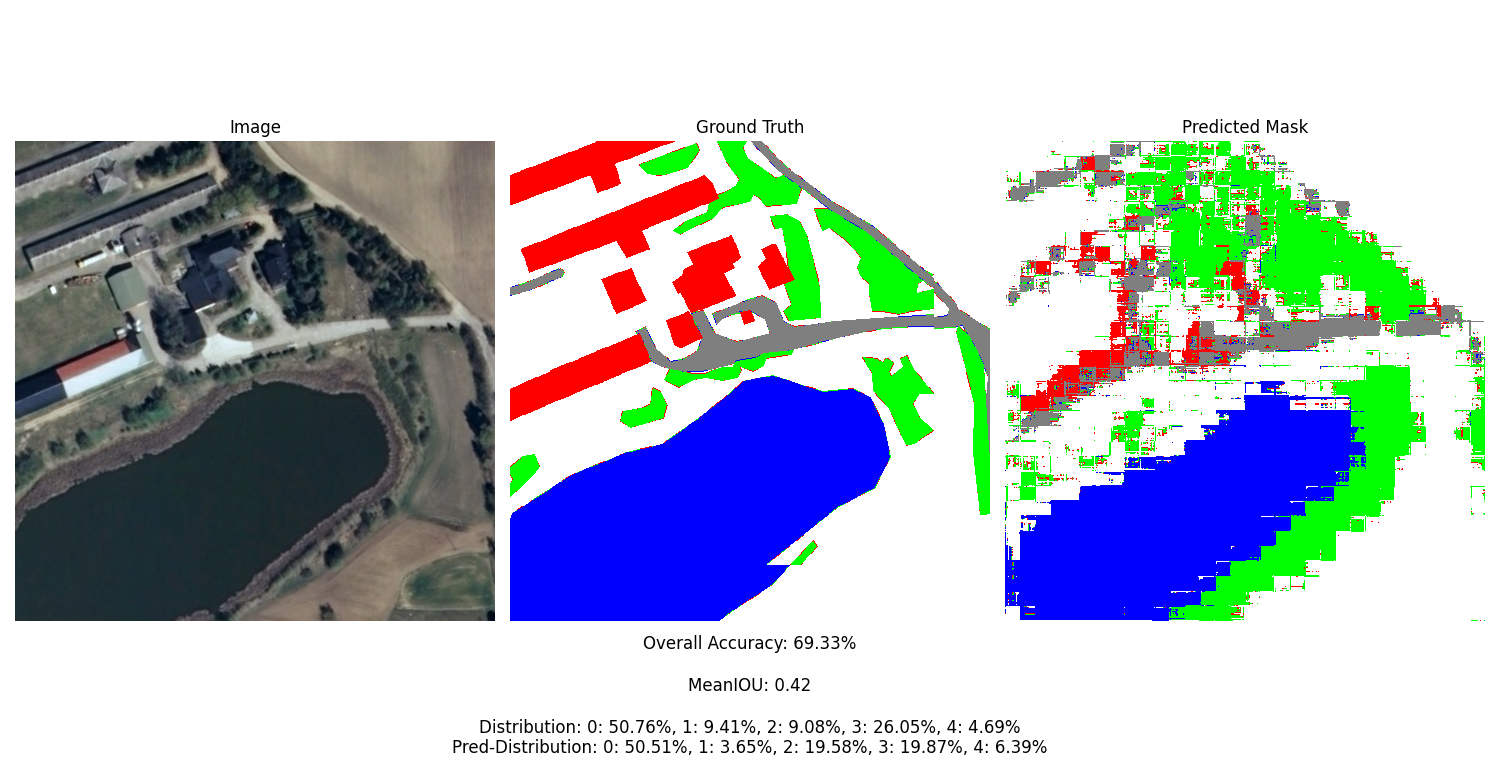 Image
Ground Truth
Predicted Mask
Overall Accuracy: 69.33%
MeanIOU: 0.42
Distribution: 0: 50.76%, 1: 9.41%, 2: 9.08%, 3: 26.05%, 4: 4.69%
Pred-Distribution: 0: 50.51%, 1: 3.65%, 2: 19.58%, 3: 19.87%, 4: 6.39%